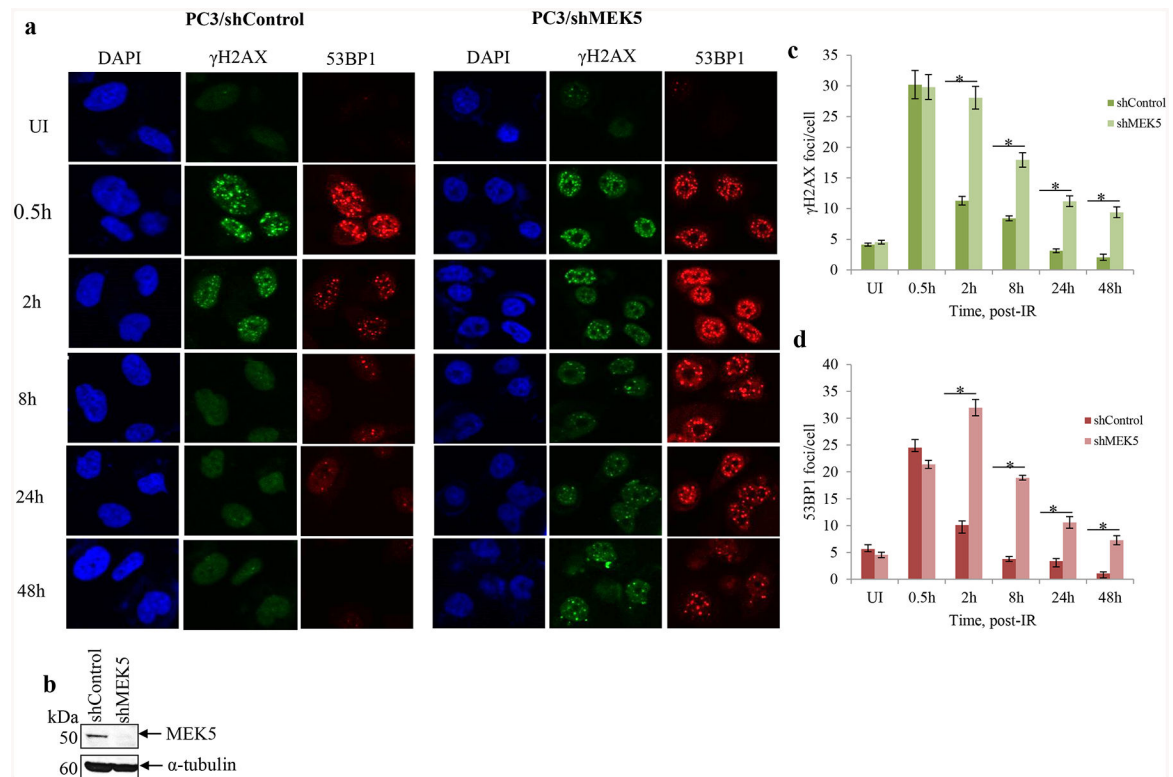 a
PC3/shControl
PC3/shMEK5
DAPI
γH2AX
53BP1
DAPI
γH2AX
53BP1
UI
0.5h
2h
8h
24h
48h
b
shControl
shMEK5
kDa
50
MEK5
60
α-tubulin
c
γH2AX foci/cell
35
30
25
20
15
10
5
0
*
*
*
*
shControl
shMEK5
UI 0.5h 2h 8h 24h 48h
Time, post-IR
d
53BP1 foci/cell
40
35
30
25
20
15
10
5
0
*
*
*
*
shControl
shMEK5
UI 0.5h 2h 8h 24h 48h
Time, post-IR